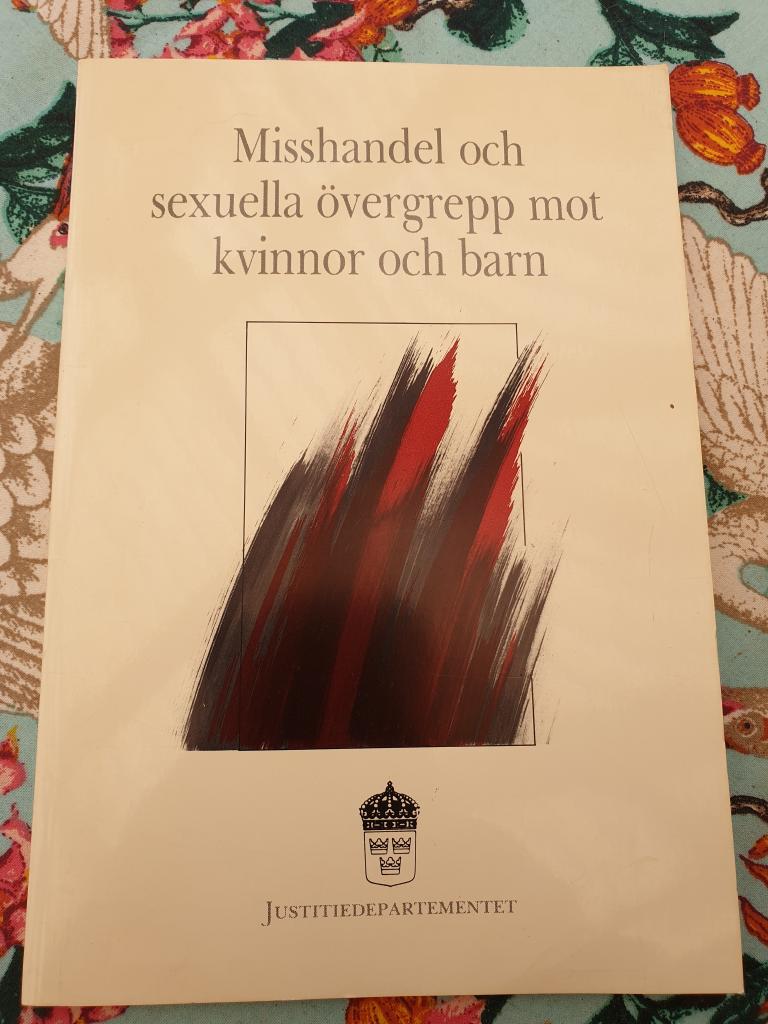 Misshandel och
sexuella övergrepp mot
kvinnor och barn
JUSTITIEDEPARTEMENTET